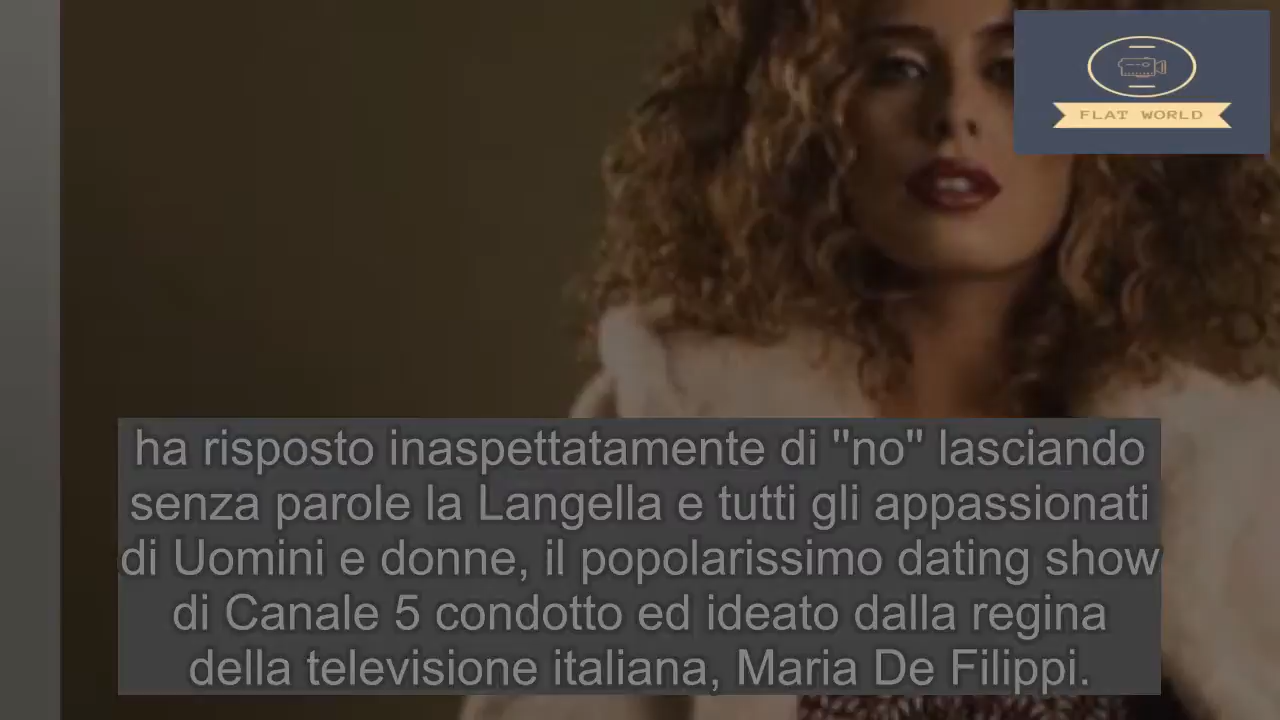 FLAT WORLD
ha risposto inaspettatamente di "no" lasciando
senza parole la Langella e tutti gli appassionati
di Uomini e donne, il popolarissimo dating show
di Canale 5 condotto ed ideato dalla regina
della televisione italiana, Maria De Filippi.